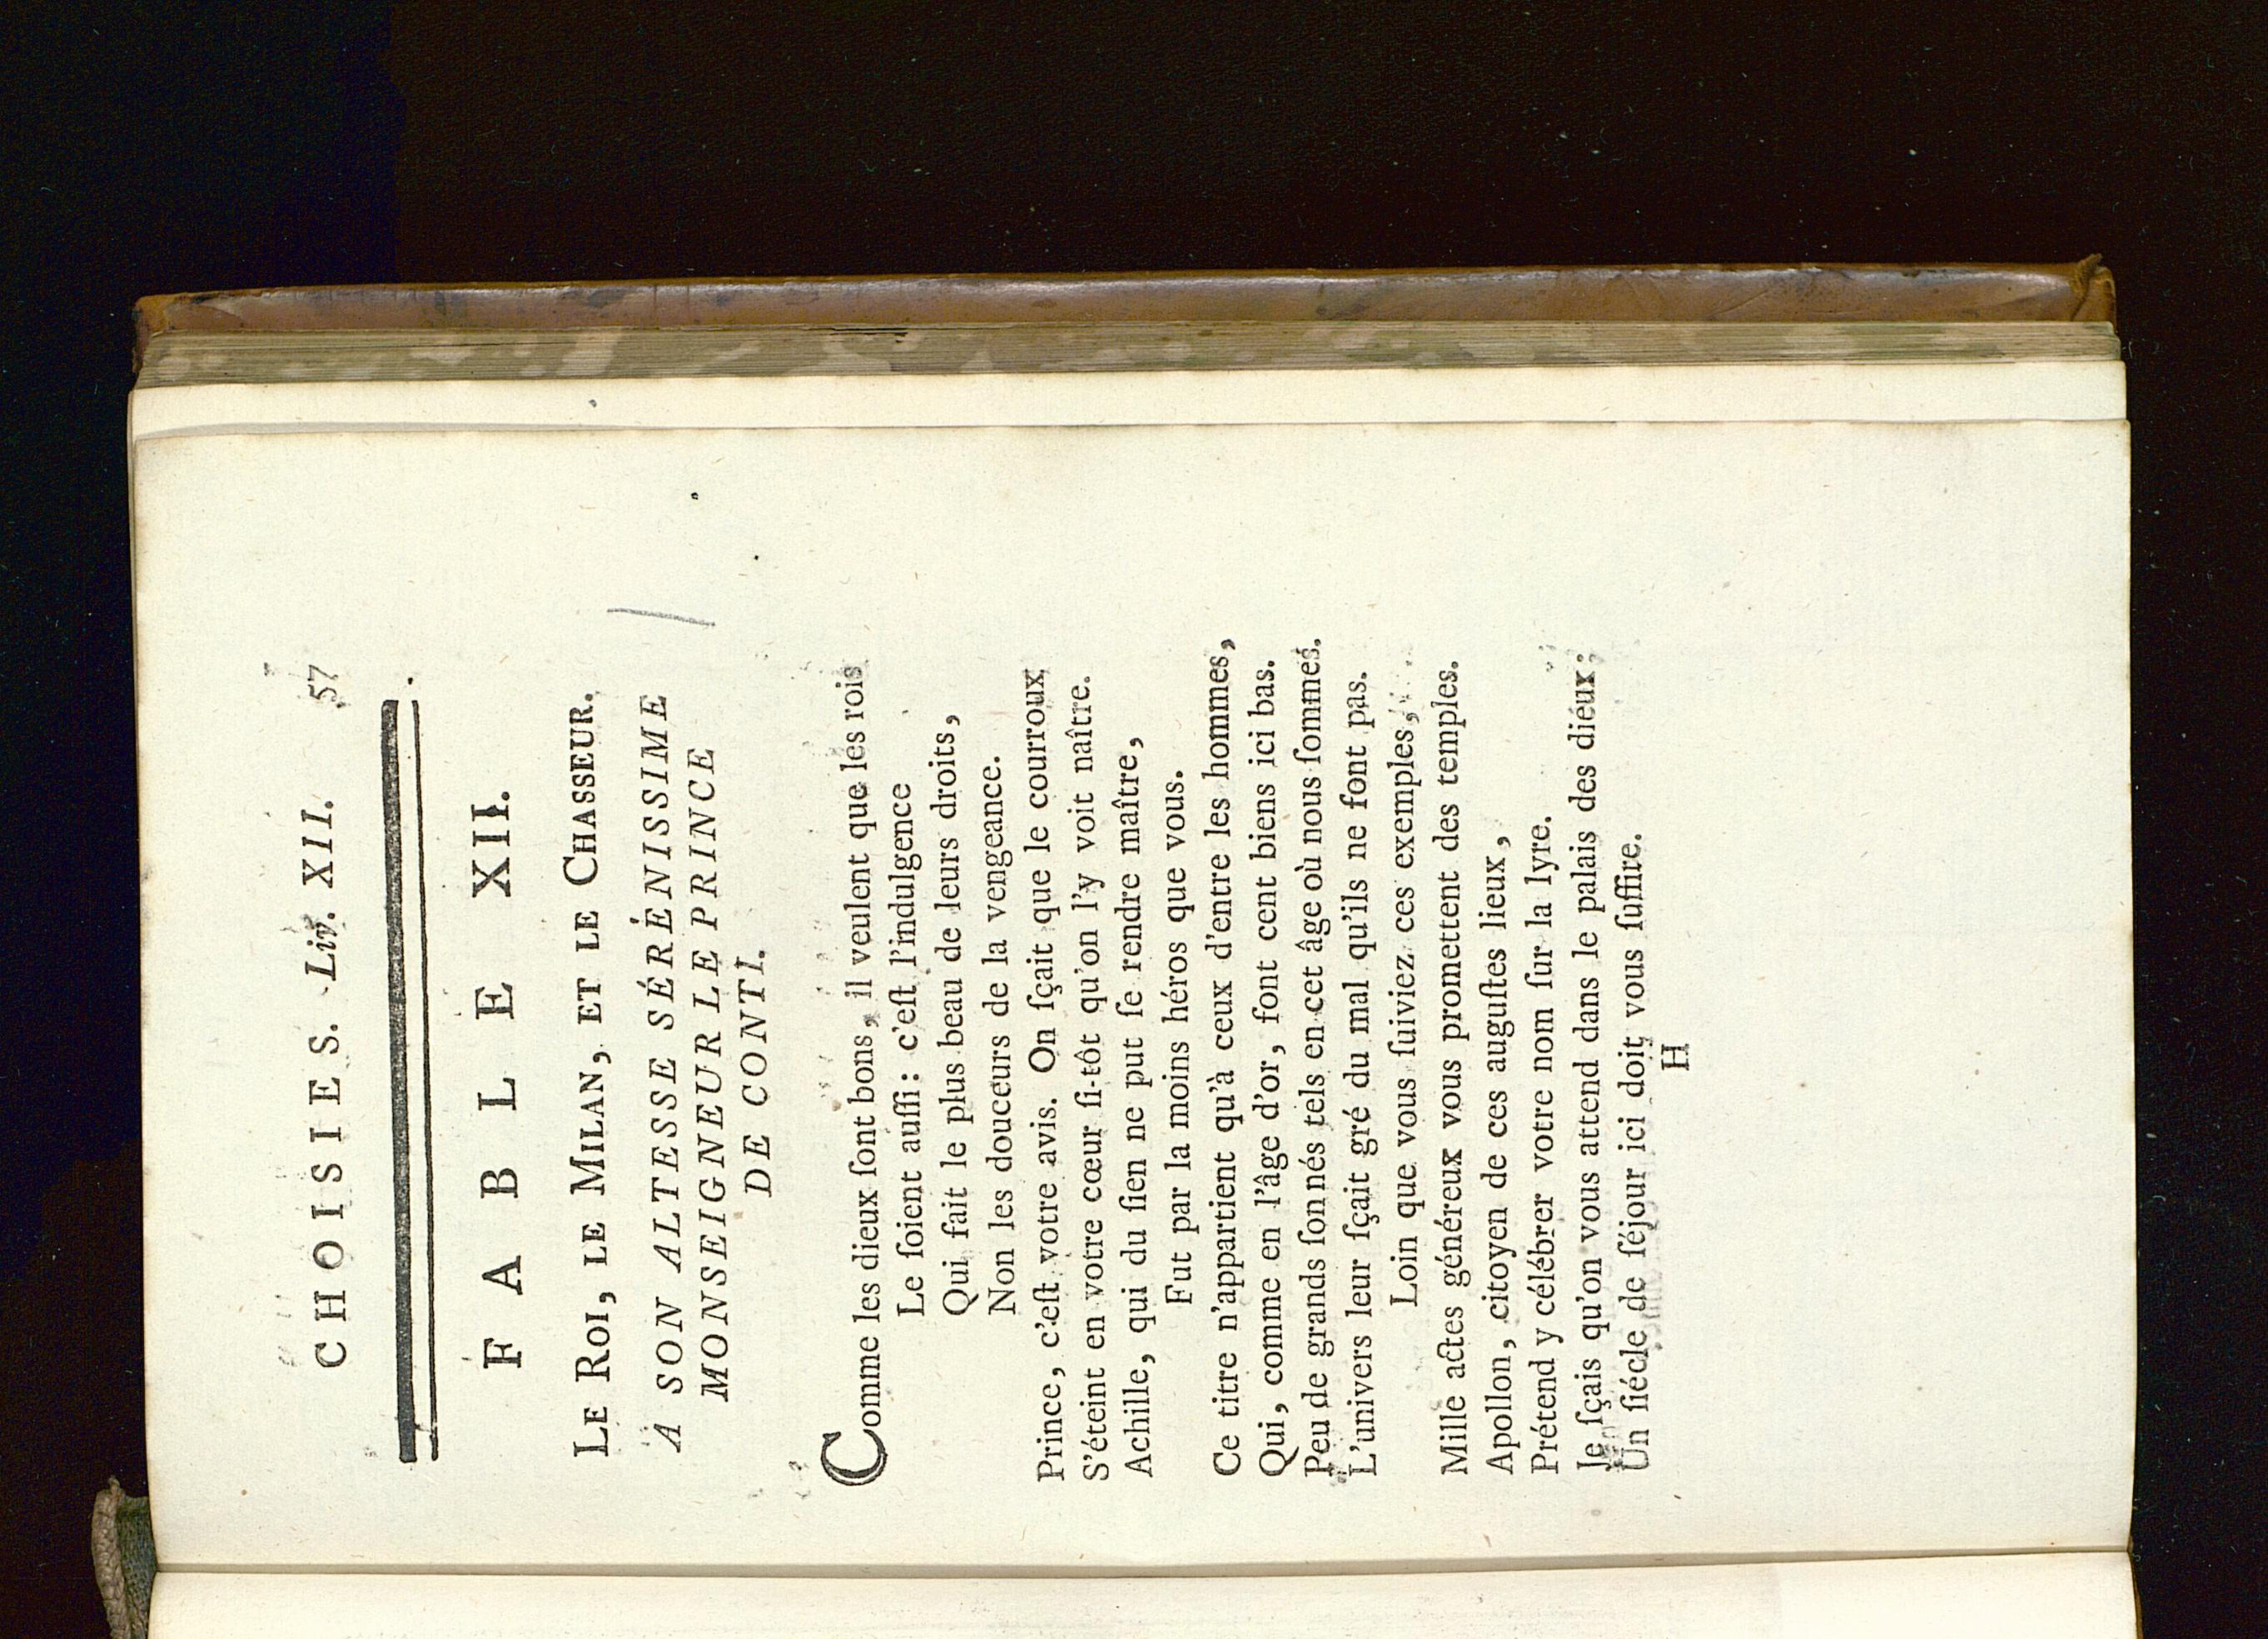 CHOISIES. Liv. XII. 57
FABLE XII.
LE ROI, LE MILAN, ET LE CHASSEUR.
A SON ALTESSE SÉRÉNISSIME
MONSEIGNEUR LE PRINCE
DE CONTI.
Comme les dieux ſont bons, il veulent que les rois
Le ſoient auſſi : c'eſt l'indulgence
Qui fait le plus beau de leurs droits,
Non les douceurs de la vengeance.
Prince, c'eſt votre avis. On ſçait que le courroux
S'éteint en votre cœur ſi-tôt qu'on l'y voit naître.
Achille, qui du ſien ne put ſe rendre maître,
Fut par la moins héros que vous.
Ce titre n'appartient qu'à ceux d'entre les hommes,
Qui, comme en l'âge d'or, font cent biens ici bas.
Peu de grands ſon nés tels en cet âge où nous ſommes.
L'univers leur ſçait gré du mal qu'ils ne font pas.
Loin que vous ſuiviez ces exemples,
Mille actes généreux vous promettent des temples.
Apollon, citoyen de ces auguſtes lieux,
Prétend y célébrer votre nom ſur la lyre.
Je ſçais qu'on vous attend dans le palais des dieux;
Un ſiécle de ſéjour ici doit vous ſuffire.
H